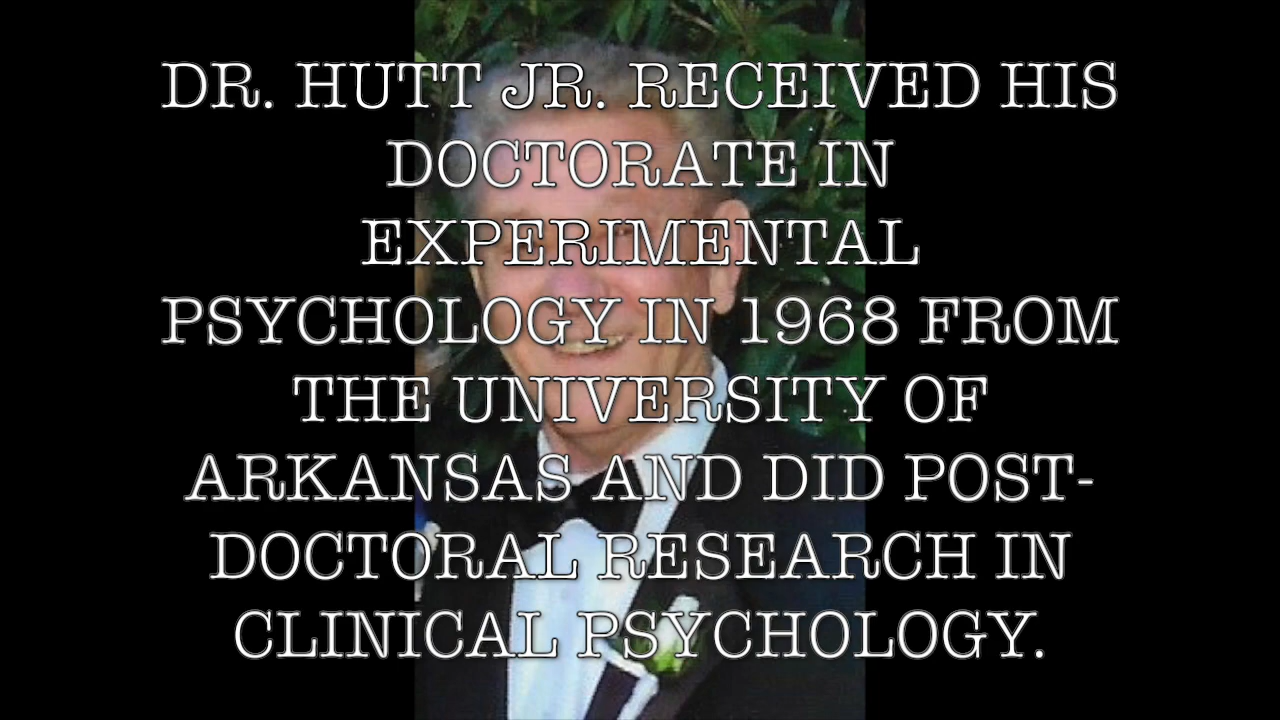 DR. HUTT JR. RECEIVED HIS
DOCTORATE IN
EXPERIMENTAL
PSYCHOLOGY IN 1968 FROM
THE UNIVERSITY OF
ARKANSAS AND DID POST-
DOCTORAL RESEARCH IN
CLINICAL PSYCHOLOGY.